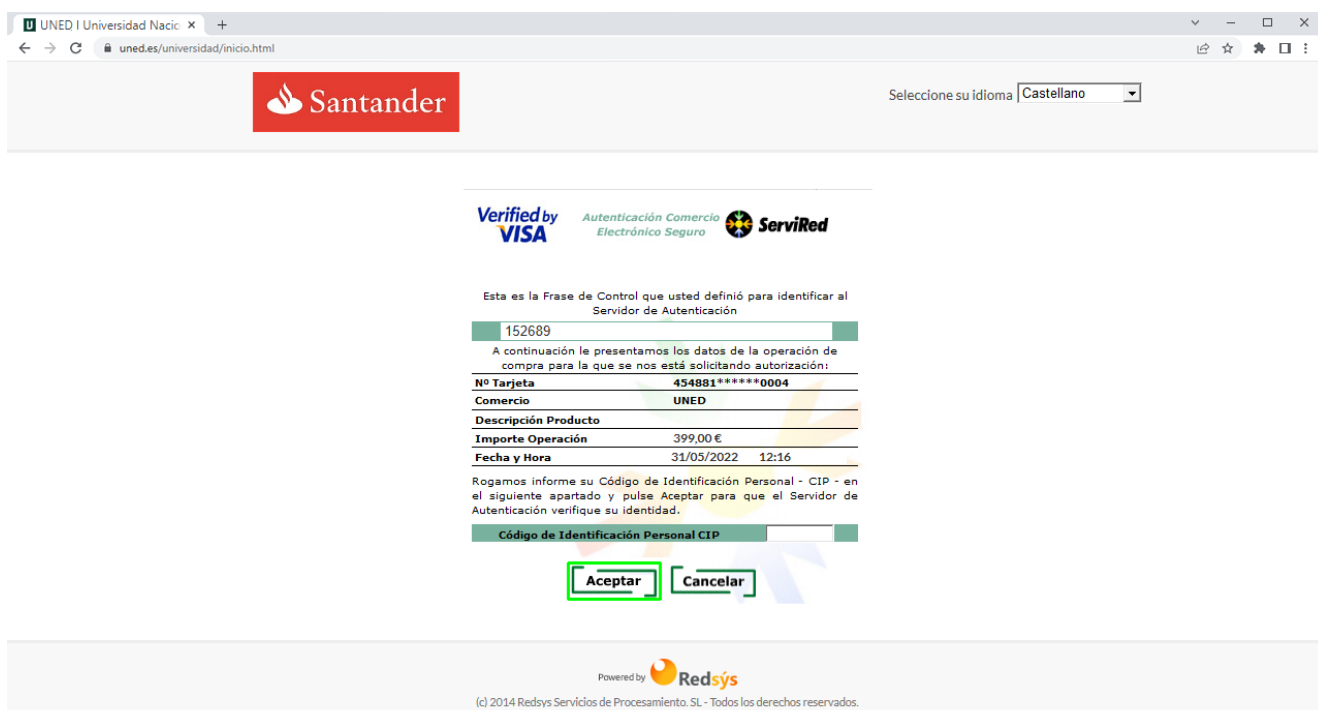 UNED I Universidad Nacio
uned.es/universidad/inicio.html
Santander
Seleccione su idioma Castellano
Verified by
VISA
Autenticación Comercio
Electrónico Seguro
ServiRed
Esta es la Frase de Control que usted definió para identificar al
Servidor de Autenticación
152689
A continuación le presentamos los datos de la operación de
compra para la que se nos está solicitando autorización:
Nº Tarjeta 454881******0004
Comercio UNED
Descripción Producto
Importe Operación 399,00 €
Fecha y Hora 31/05/2022 12:16
Rogamos informe su Código de Identificación Personal - CIP - en
el siguiente apartado y pulse Aceptar para que el Servidor de
Autenticación verifique su identidad.
Código de Identificación Personal CIP
Aceptar Cancelar
Powered by Redsýs
(c) 2014 Redsys Servicios de Procesamiento. SL - Todos los derechos reservados.